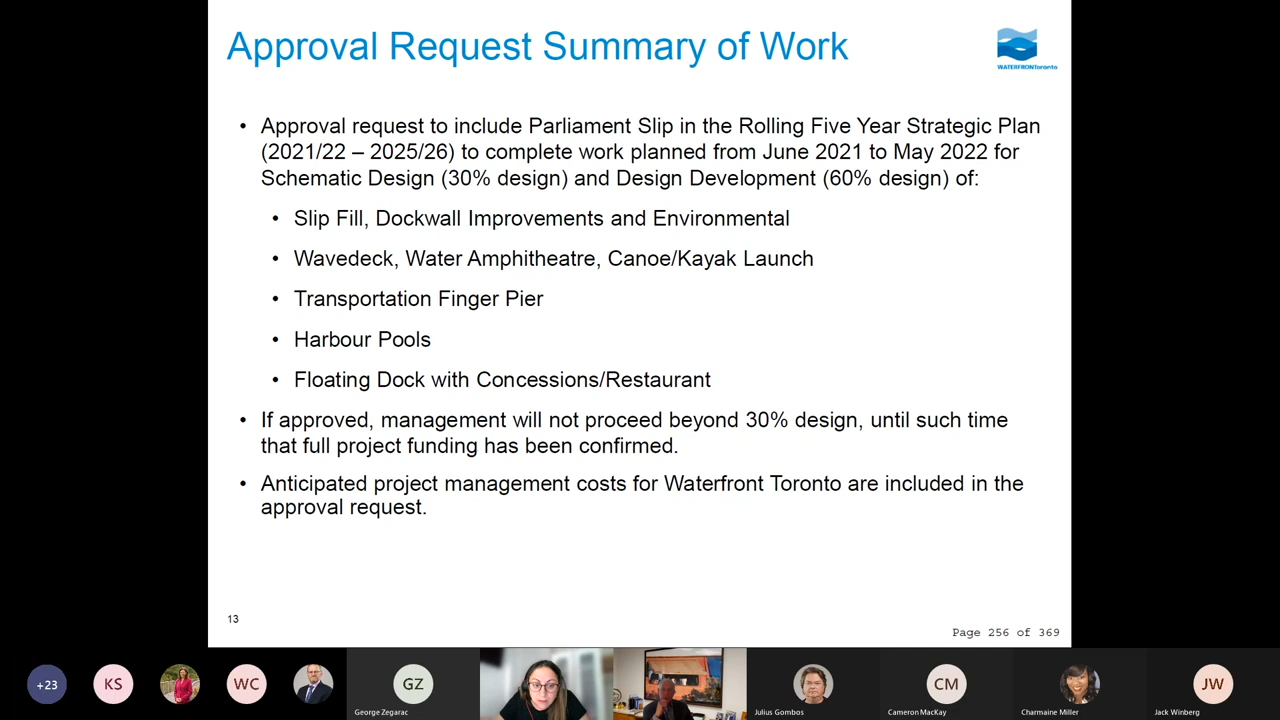 Approval Request Summary of Work
WATERFRONToronto
• Approval request to include Parliament Slip in the Rolling Five Year Strategic Plan
(2021/22 – 2025/26) to complete work planned from June 2021 to May 2022 for
Schematic Design (30% design) and Design Development (60% design) of:
• Slip Fill, Dockwall Improvements and Environmental
• Wavedeck, Water Amphitheatre, Canoe/Kayak Launch
• Transportation Finger Pier
• Harbour Pools
• Floating Dock with Concessions/Restaurant
• If approved, management will not proceed beyond 30% design, until such time
that full project funding has been confirmed.
• Anticipated project management costs for Waterfront Toronto are included in the
approval request.
13
Page 256 of 369
+23
KS
WC
GZ
George Zegarac
Julius Gombos
CM
Cameron MacKay
Charmaine Miller
JW
Jack Winberg